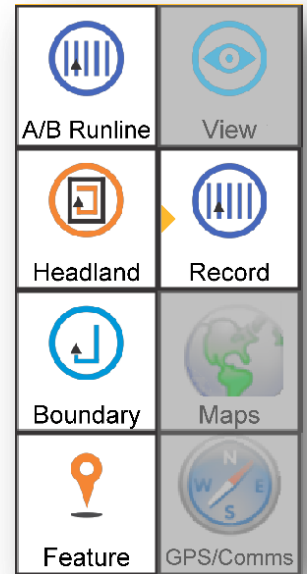 A/B Runline
View
Headland
Record
Boundary
Maps
Feature
N
W
E
S
GPS/Comms